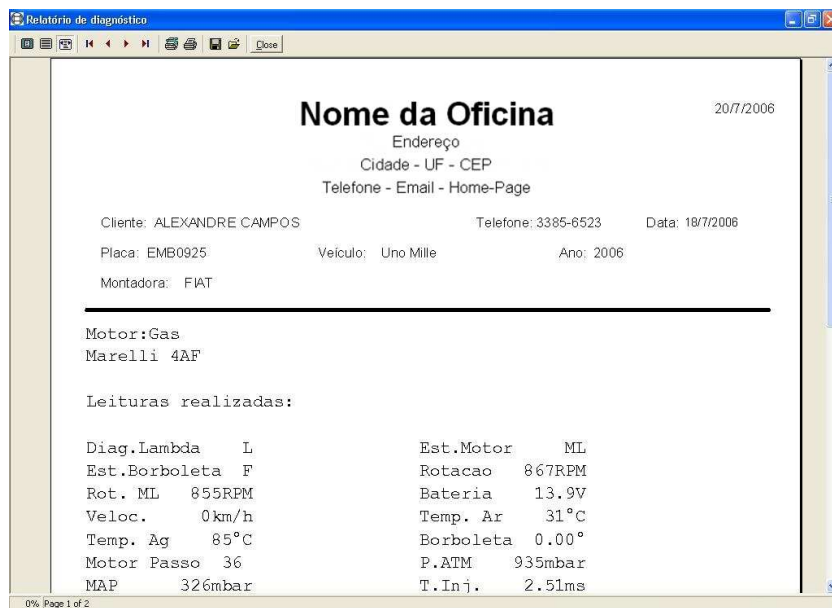 Relatório de diagnóstico
Close
Nome da Oficina
20/7/2006
Endereço
Cidade - UF - CEP
Telefone - Email - Home-Page
Cliente: ALEXANDRE CAMPOS Telefone: 3385-6523 Data: 18/7/2006
Placa: EMB0925 Veículo: Uno Mille Ano: 2006
Montadora: FIAT
Motor:Gas
Marelli 4AF
Leituras realizadas:
Diag.Lambda L Est.Motor ML
Est.Borboleta F Rotacao 867RPM
Rot. ML 855RPM Bateria 13.9V
Veloc. 0km/h Temp. Ar 31°C
Temp. Ag 85°C Borboleta 0.00°
Motor Passo 36 P.ATM 935mbar
MAP 326mbar T.Inj. 2.51ms
0% Page 1 of 2